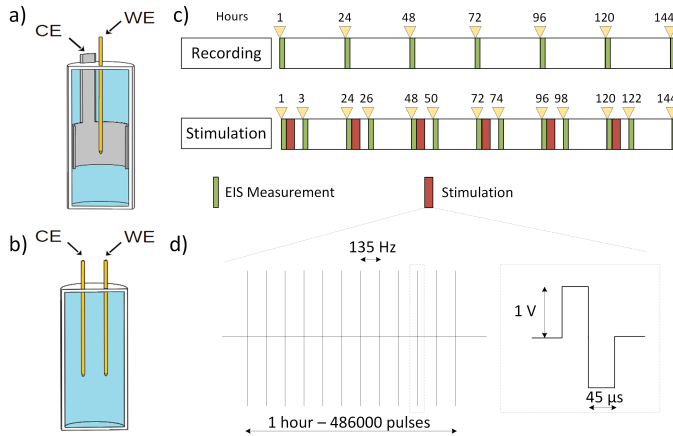 a)
CE
WE
b)
CE
WE
c)
Hours
1 24 48 72 96 120 144
Recording
1 3 24 26 48 50 72 74 96 98 120 122 144
Stimulation
EIS Measurement
Stimulation
d)
135 Hz
1 hour – 486000 pulses
1 V
45 µs